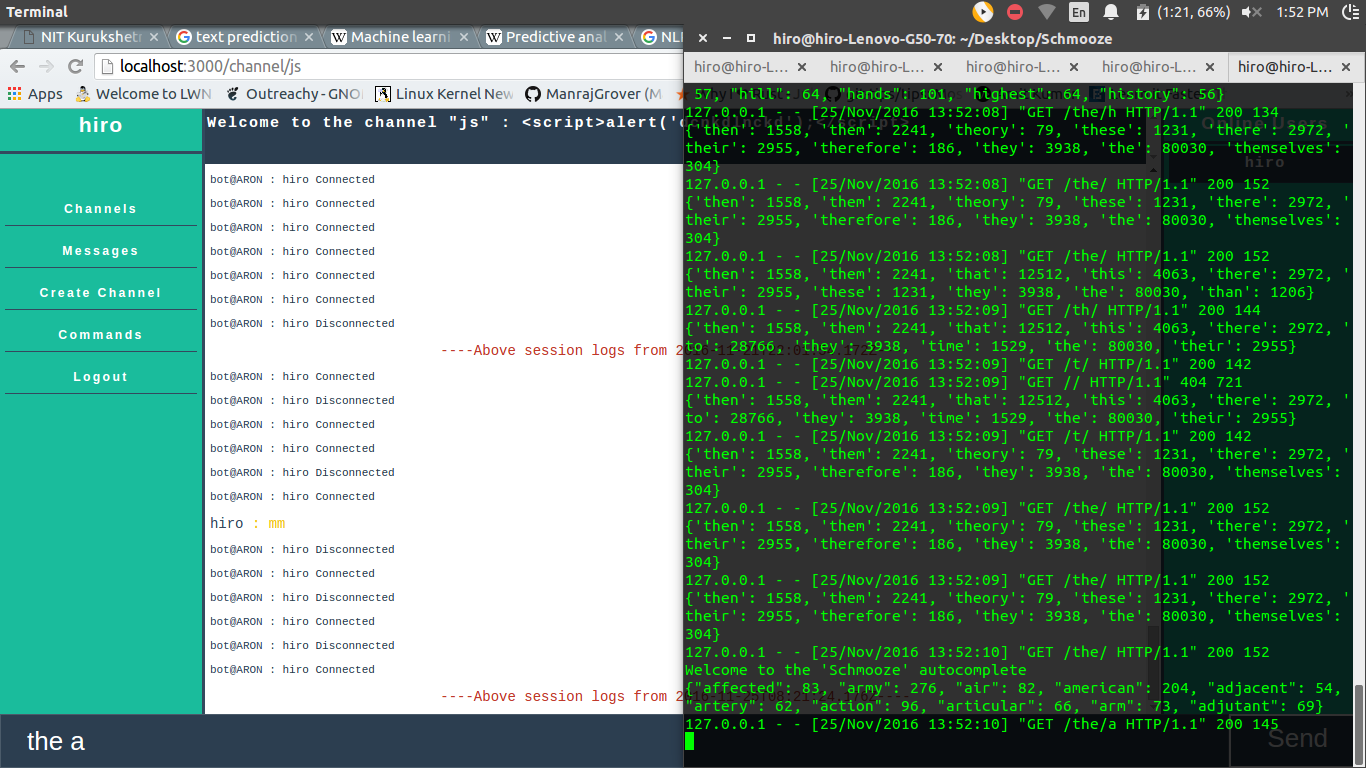 Terminal
En
(1:21, 66%)
1:52 PM
NIT Kurukshetr
text prediction
Machine learni
Predictive anal
NLI
localhost:3000/channel/js
Apps
Welcome to LWN
Outreachy - GNO
Linux Kernel New
ManrajGrover (M
hiro
Channels
Messages
Create Channel
Commands
Logout
Welcome to the channel "js" : <script>alert('
bot@ARON : hiro Connected
bot@ARON : hiro Connected
bot@ARON : hiro Connected
bot@ARON : hiro Connected
bot@ARON : hiro Connected
bot@ARON : hiro Connected
bot@ARON : hiro Disconnected
----Above session logs from 2
bot@ARON : hiro Connected
bot@ARON : hiro Disconnected
bot@ARON : hiro Connected
bot@ARON : hiro Connected
bot@ARON : hiro Disconnected
bot@ARON : hiro Connected
hiro : mm
bot@ARON : hiro Disconnected
bot@ARON : hiro Connected
bot@ARON : hiro Disconnected
bot@ARON : hiro Connected
bot@ARON : hiro Disconnected
bot@ARON : hiro Connected
----Above session logs from 2
the a
hiro@hiro-Lenovo-G50-70: ~/Desktop/Schmooze
hiro@hiro-L...
hiro@hiro-L...
hiro@hiro-L...
hiro@hiro-L...
hiro@hiro-L...
57, "hill": 64, "hands": 101, "highest": 64, "history": 56}
127.0.0.1 - - [25/Nov/2016 13:52:08] "GET /the/h HTTP/1.1" 200 134
{'then': 1558, 'them': 2241, 'theory': 79, 'these': 1231, 'there': 2972, '
their': 2955, 'therefore': 186, 'they': 3938, 'the': 80030, 'themselves':
304}
127.0.0.1 - - [25/Nov/2016 13:52:08] "GET /the/ HTTP/1.1" 200 152
{'then': 1558, 'them': 2241, 'theory': 79, 'these': 1231, 'there': 2972, '
their': 2955, 'therefore': 186, 'they': 3938, 'the': 80030, 'themselves':
304}
127.0.0.1 - - [25/Nov/2016 13:52:08] "GET /the/ HTTP/1.1" 200 152
{'then': 1558, 'them': 2241, 'that': 12512, 'this': 4063, 'there': 2972, '
their': 2955, 'these': 1231, 'they': 3938, 'the': 80030, 'than': 1206}
127.0.0.1 - - [25/Nov/2016 13:52:09] "GET /th/ HTTP/1.1" 200 144
{'then': 1558, 'them': 2241, 'that': 12512, 'this': 4063, 'there': 2972, '
to': 28766, 'they': 3938, 'time': 1529, 'the': 80030, 'their': 2955}
127.0.0.1 - - [25/Nov/2016 13:52:09] "GET /t/ HTTP/1.1" 200 142
127.0.0.1 - - [25/Nov/2016 13:52:09] "GET // HTTP/1.1" 404 721
{'then': 1558, 'them': 2241, 'that': 12512, 'this': 4063, 'there': 2972, '
to': 28766, 'they': 3938, 'time': 1529, 'the': 80030, 'their': 2955}
127.0.0.1 - - [25/Nov/2016 13:52:09] "GET /t/ HTTP/1.1" 200 142
{'then': 1558, 'them': 2241, 'theory': 79, 'these': 1231, 'there': 2972, '
their': 2955, 'therefore': 186, 'they': 3938, 'the': 80030, 'themselves':
304}
127.0.0.1 - - [25/Nov/2016 13:52:09] "GET /the/ HTTP/1.1" 200 152
{'then': 1558, 'them': 2241, 'theory': 79, 'these': 1231, 'there': 2972, '
their': 2955, 'therefore': 186, 'they': 3938, 'the': 80030, 'themselves':
304}
127.0.0.1 - - [25/Nov/2016 13:52:09] "GET /the/ HTTP/1.1" 200 152
{'then': 1558, 'them': 2241, 'theory': 79, 'these': 1231, 'there': 2972, '
their': 2955, 'therefore': 186, 'they': 3938, 'the': 80030, 'themselves':
304}
127.0.0.1 - - [25/Nov/2016 13:52:10] "GET /the/ HTTP/1.1" 200 152
Welcome to the 'Schmooze' autocomplete
{"affected": 83, "army": 276, "air": 82, "american": 204, "adjacent": 54,
"artery": 62, "action": 96, "articular": 66, "arm": 73, "adjutant": 69}
127.0.0.1 - - [25/Nov/2016 13:52:10] "GET /the/a HTTP/1.1" 200 145
Online Users
hiro
Send